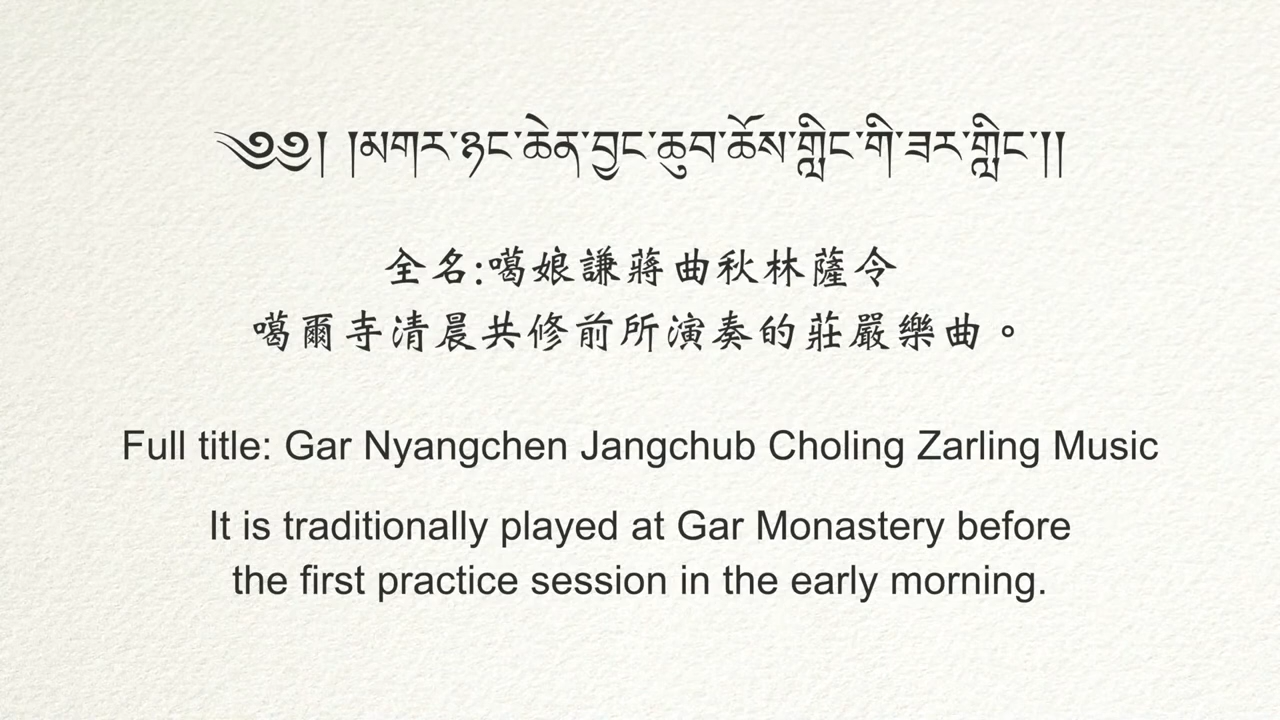 ༄༅། །མགར་ཉང་ཆེན་བྱང་ཆུབ་ཆོས་གླིང་གི་ཟར་གླིང་།།
全名:噶娘謙蔣曲秋林薩令
噶爾寺清晨共修前所演奏的莊嚴樂曲。
Full title: Gar Nyangchen Jangchub Choling Zarling Music
It is traditionally played at Gar Monastery before
the first practice session in the early morning.